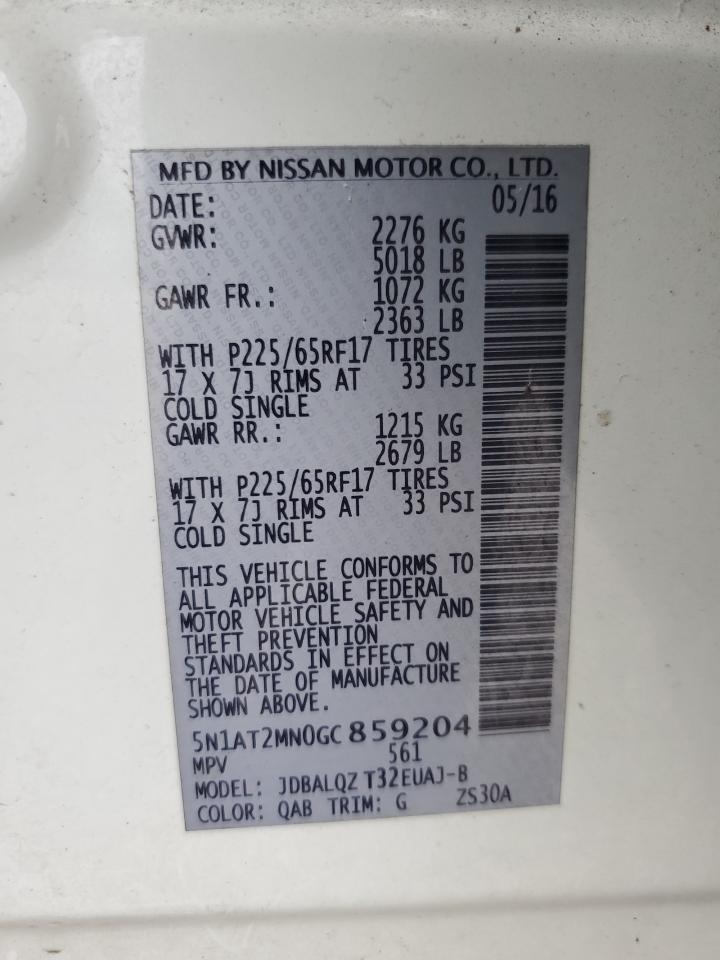 MFD BY NISSAN MOTOR CO., LTD.
DATE: 05/16
GVWR: 2276 KG
5018 LB
GAWR FR.: 1072 KG
2363 LB
WITH P225/65RF17 TIRES
17 X 7J RIMS AT 33 PSI
COLD SINGLE
GAWR RR.: 1215 KG
2679 LB
WITH P225/65RF17 TIRES
17 X 7J RIMS AT 33 PSI
COLD SINGLE
THIS VEHICLE CONFORMS TO
ALL APPLICABLE FEDERAL
MOTOR VEHICLE SAFETY AND
THEFT PREVENTION
STANDARDS IN EFFECT ON
THE DATE OF MANUFACTURE
SHOWN ABOVE.
5N1AT2MN0GC859204
MPV 561
MODEL: JDBALQZ T32EUAJ-B
COLOR: QAB TRIM: G ZS30A